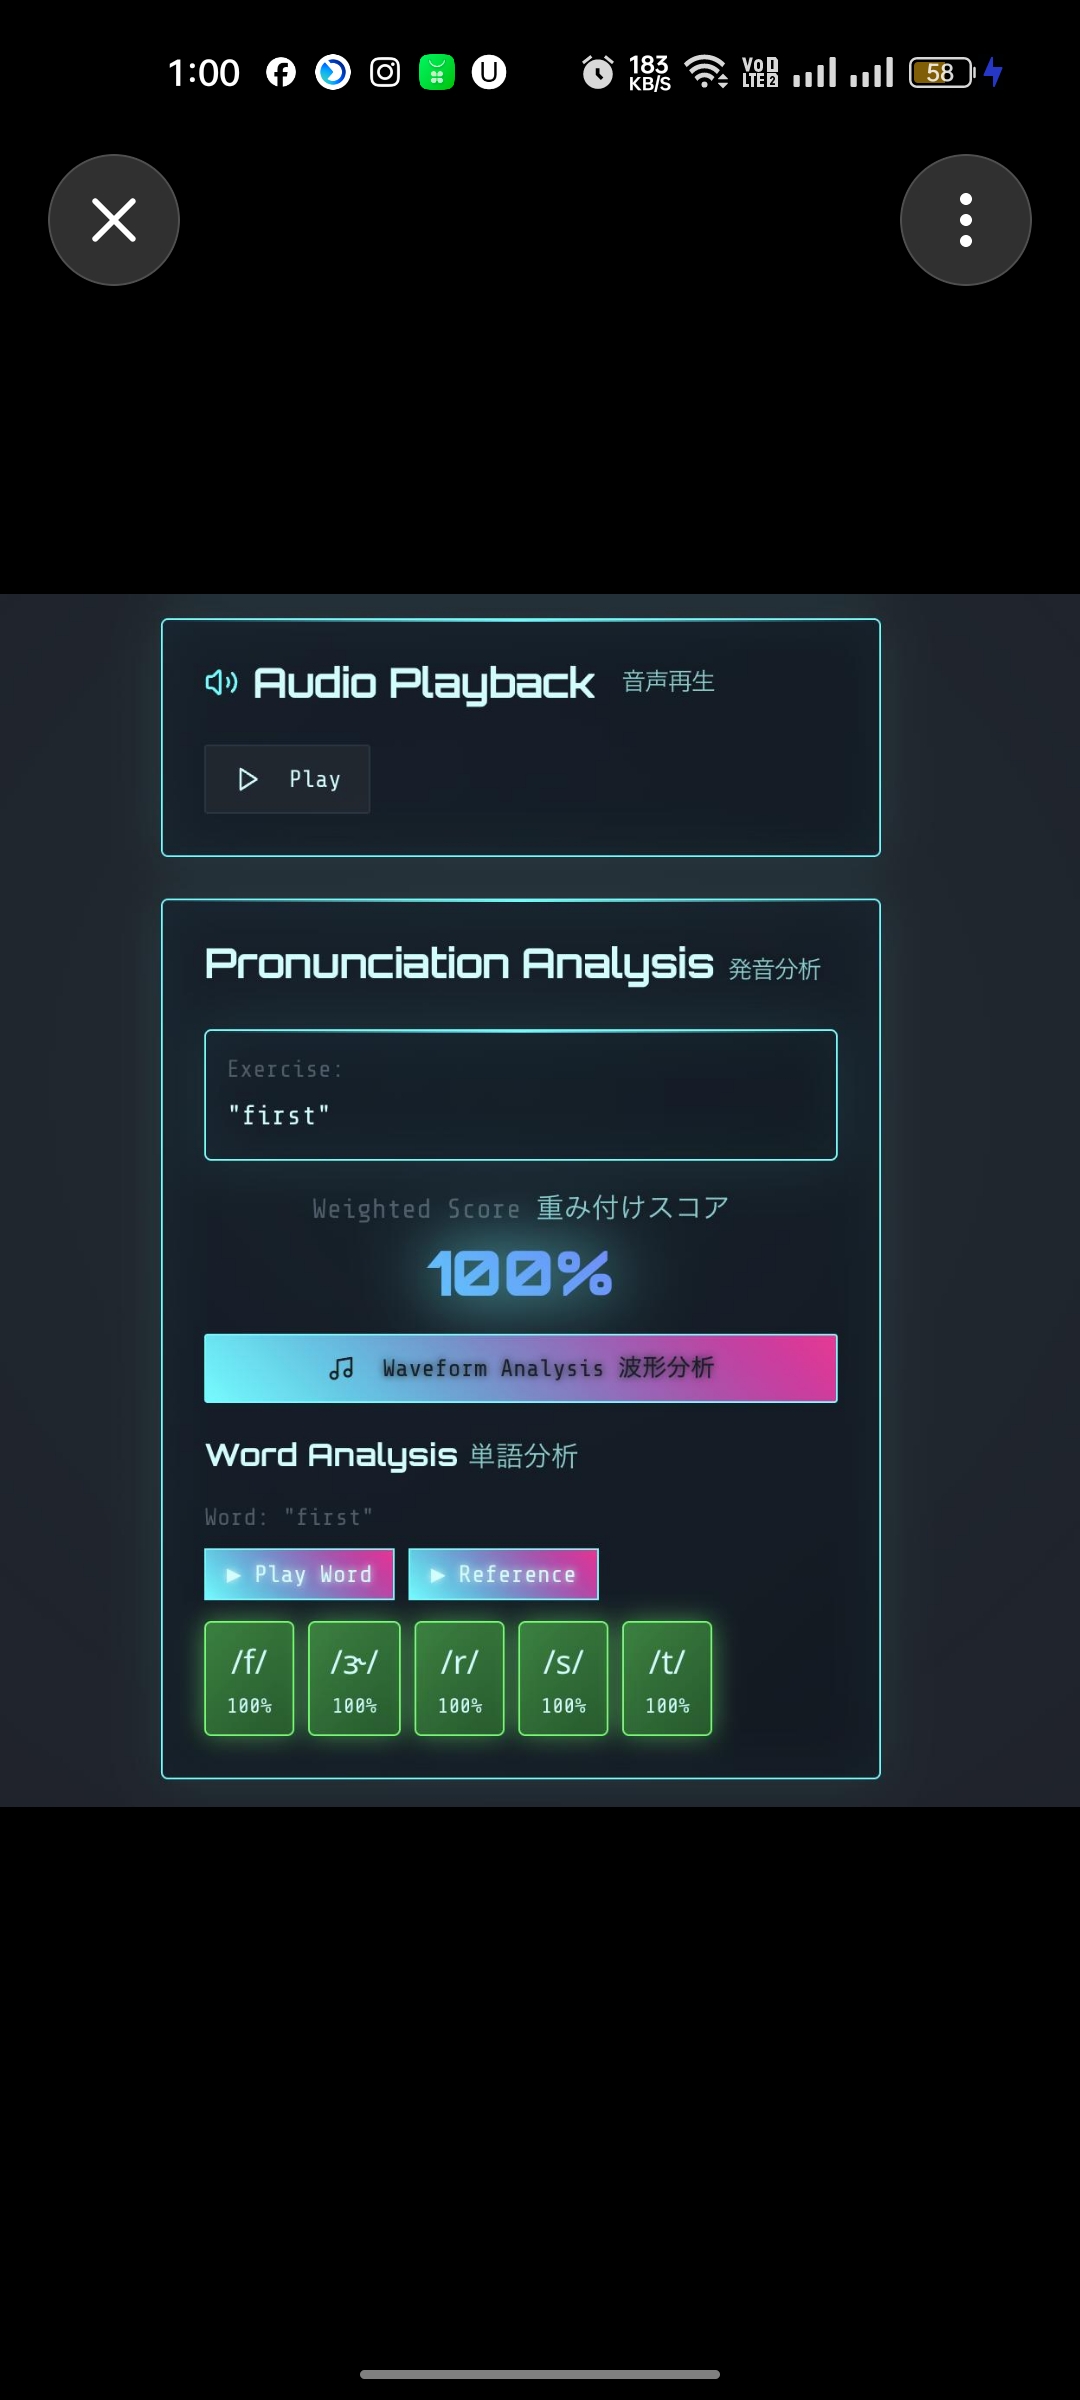 1:00 183 KB/S VoD LTE2 58
Audio Playback 音声再生
Play
Pronunciation Analysis 発音分析
Exercise:
"first"
Weighted Score 重み付けスコア
100%
Waveform Analysis 波形分析
Word Analysis 単語分析
Word: "first"
▶ Play Word ▶ Reference
/f/ /ɝ/ /r/ /s/ /t/
100% 100% 100% 100% 100%